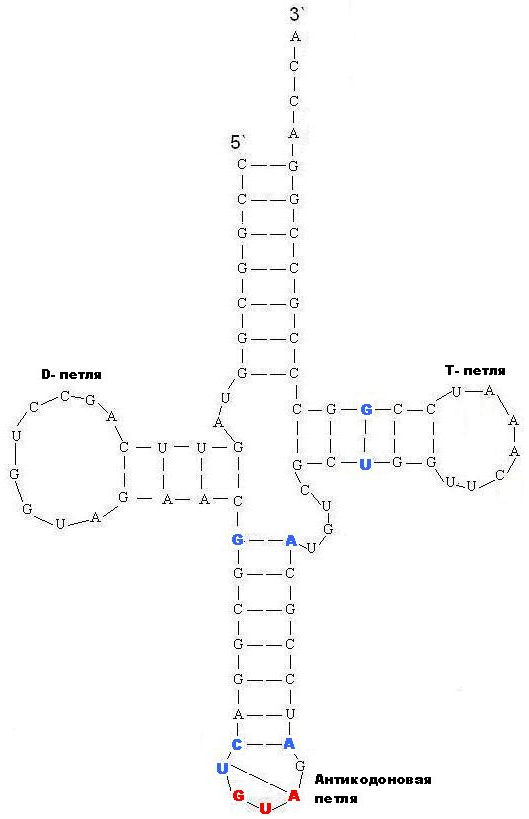 3`
A
C
C
A
5`
C G
C G
G C
G C
C G
G C
D- петля
G C
T- петля
C C G A
U
U A A A C
A
C G G C C
U
C U U G
G C U G G U U
G
G A A C
C U G U
G U A
G A
G C
C G
G C
G C
A U
C A
U G
G U A
Антикодоновая
петля